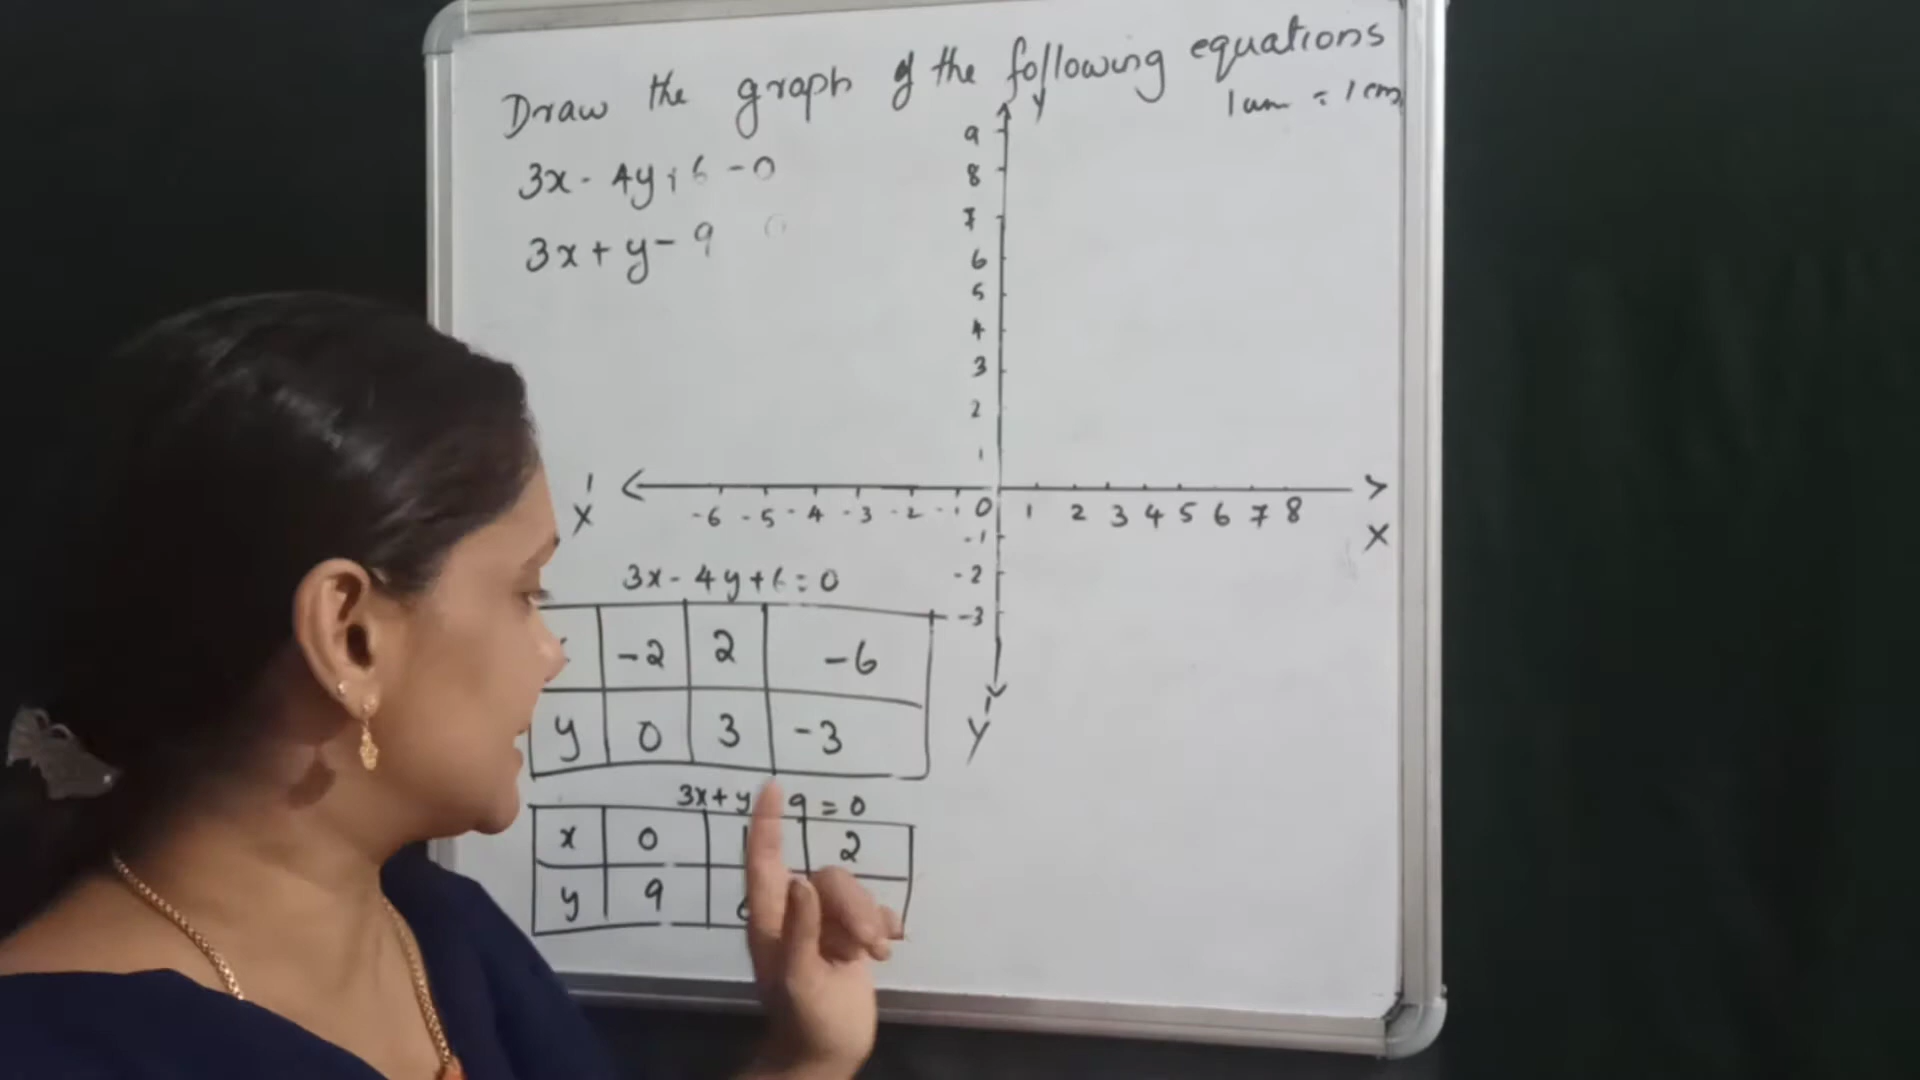 Draw the graph of the following equations
1cm = 1cm
3x - 4y + 6 = 0
3x + y - 9 0
Y
9
8
7
6
5
4
3
2
1
X' -6 -5 -4 -3 -2 -1 0 1 2 3 4 5 6 7 8 X
-1
-2
-3
Y'
3x - 4y + 6 = 0
-2 2 -6
y 0 3 -3
3x + y 9 = 0
x 0 1 2
y 9